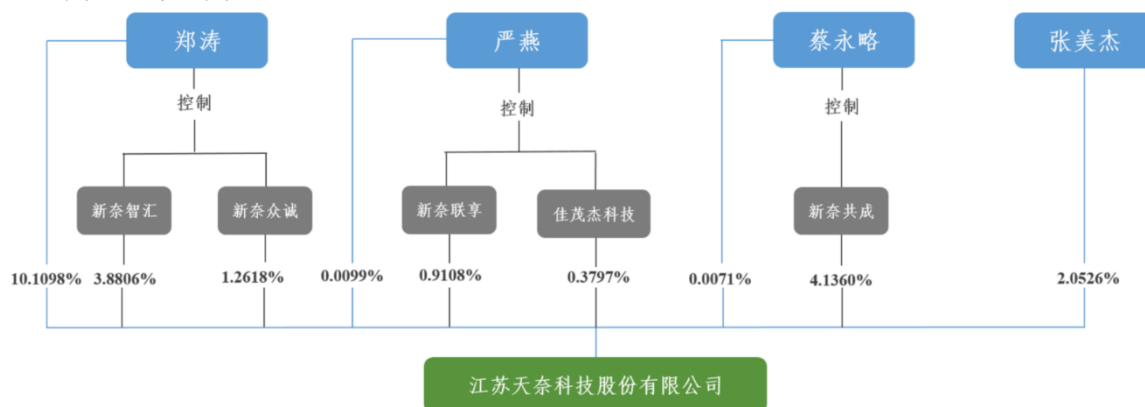 郑涛
严燕
蔡永略
张美杰
控制
控制
控制
新奈智汇
新奈众诚
新奈联享
佳茂杰科技
新奈共成
10.1098%
3.8806%
1.2618%
0.0099%
0.9108%
0.3797%
0.0071%
4.1360%
2.0526%
江苏天奈科技股份有限公司